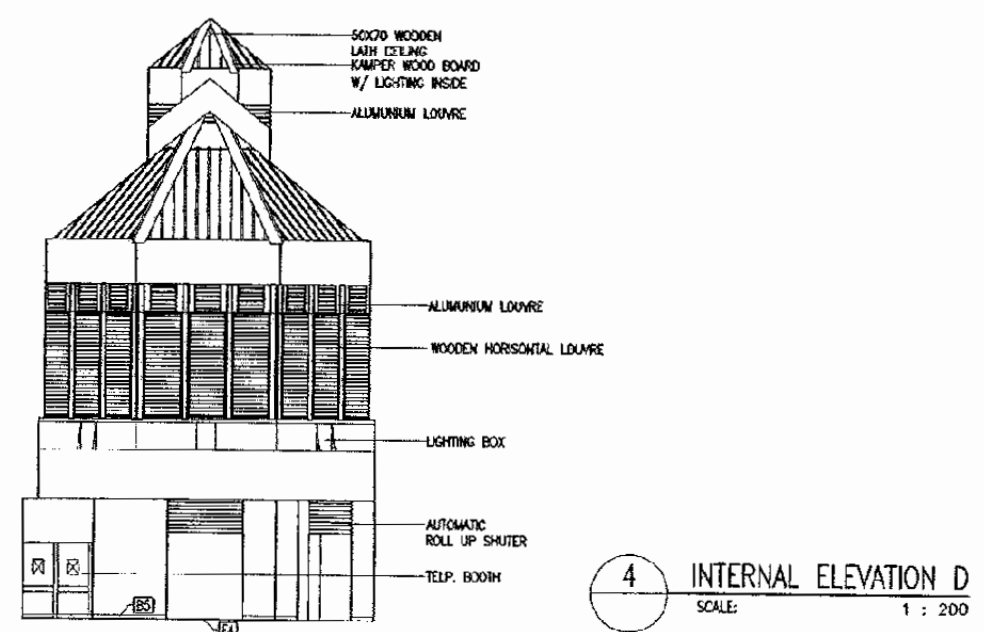 50X70 WOODEN
LATH CEILING
KAMPER WOOD BOARD
W/ LIGHTING INSIDE
ALUMUNIUM LOUVRE
ALUMUNIUM LOUVRE
WOODEN HORISONTAL LOUVRE
LIGHTING BOX
AUTOMATIC
ROLL UP SHUTER
TELP. BOOTH
B5
4
INTERNAL ELEVATION D
SCALE: 1 : 200